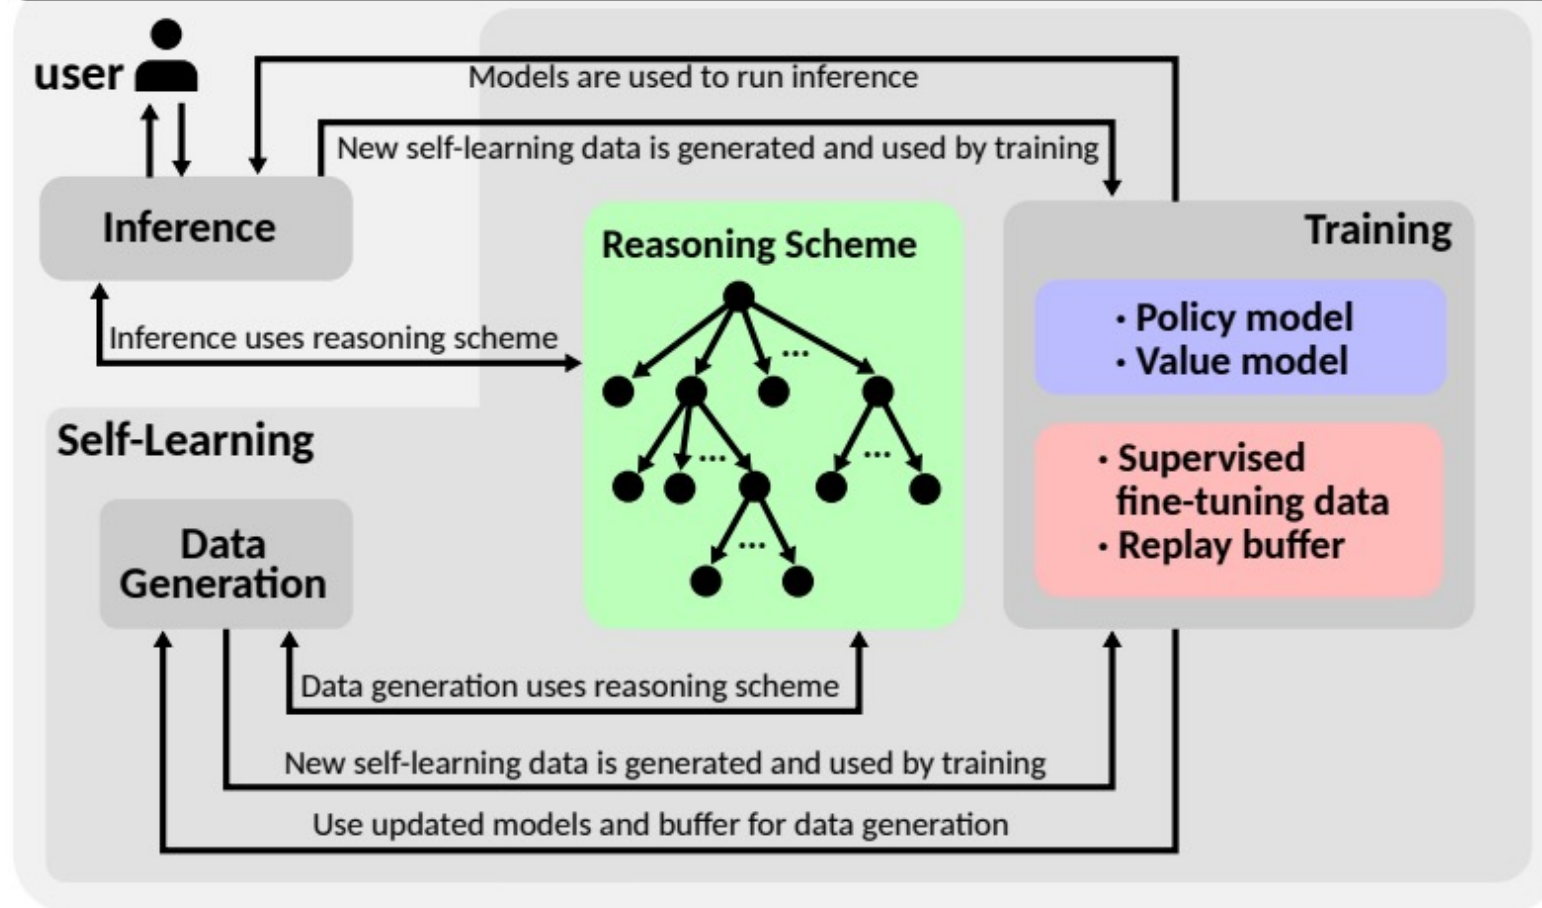 user
Models are used to run inference
New self-learning data is generated and used by training
Inference
Reasoning Scheme
...
...
...
...
Training
· Policy model
· Value model
· Supervised
fine-tuning data
· Replay buffer
Inference uses reasoning scheme
Self-Learning
Data
Generation
Data generation uses reasoning scheme
New self-learning data is generated and used by training
Use updated models and buffer for data generation